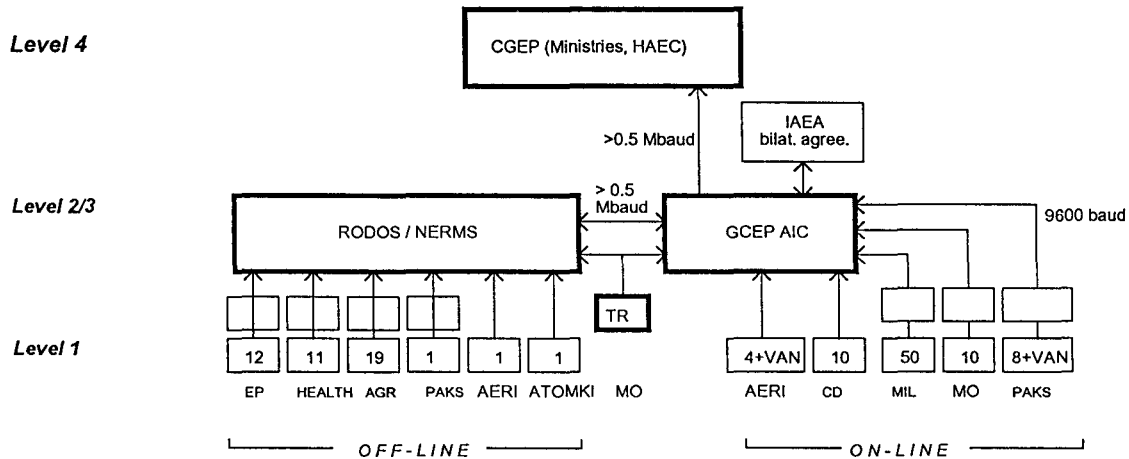 Level 4
CGEP (Ministries, HAEC)
>0.5 Mbaud
IAEA
bilat. agree.
Level 2/3
RODOS / NERMS
> 0.5
Mbaud
GCEP AIC
9600 baud
TR
Level 1
12
11
19
1
1
1
4+VAN
10
50
10
8+VAN
EP
HEALTH
AGR
PAKS
AERI
ATOMKI
MO
AERI
CD
MIL
MO
PAKS
OFF-LINE
ON-LINE